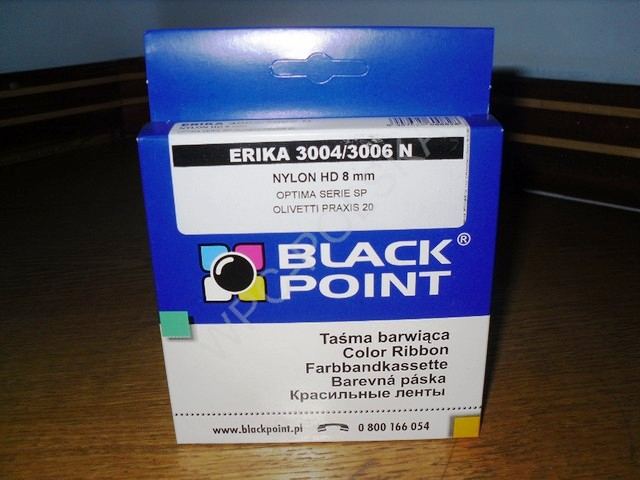 ERIKA 3004/3006 N
NYLON HD 8 mm
OPTIMA SERIE SP
OLIVETTI PRAXIS 20
BLACK ®
POINT
Taśma barwiąca
Color Ribbon
Farbbandkassette
Barevná páska
Красильные ленты
www.blackpoint.pl 0 800 166 054